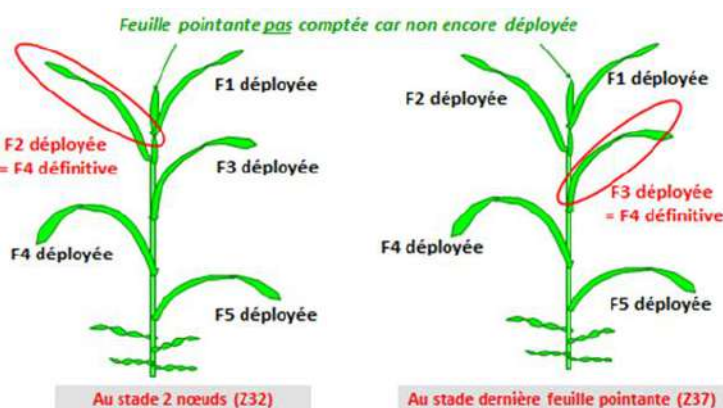 Feuille pointante pas comptée car non encore déployée
F1 déployée
F2 déployée
= F4 définitive
F3 déployée
F4 déployée
F5 déployée
Au stade 2 nœuds (Z32)
F1 déployée
F2 déployée
F3 déployée
= F4 définitive
F4 déployée
F5 déployée
Au stade dernière feuille pointante (Z37)